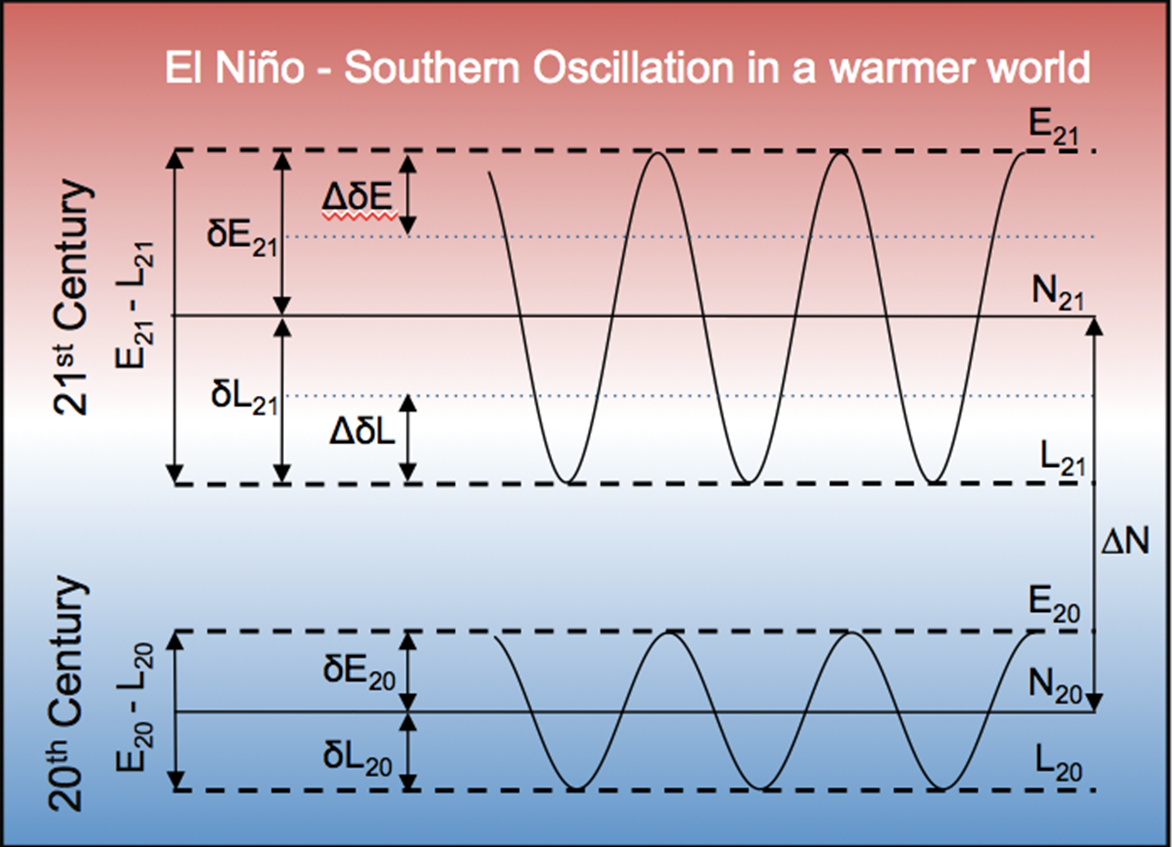 El Niño - Southern Oscillation in a warmer world
E₂₁
ΔδE
δE₂₁
N₂₁
21ˢᵗ Century
E₂₁ - L₂₁
δL₂₁
ΔδL
L₂₁
ΔN
E₂₀
δE₂₀
N₂₀
20ᵗʰ Century
E₂₀ - L₂₀
δL₂₀
L₂₀